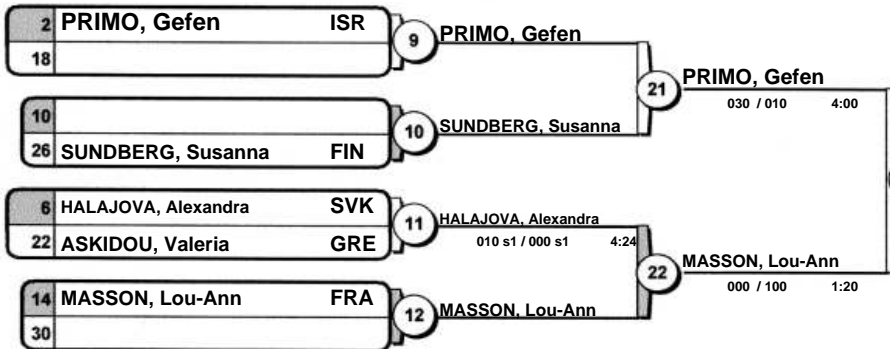 2 PRIMO, Gefen ISR
18
9 PRIMO, Gefen
10
26 SUNDBERG, Susanna FIN
10 SUNDBERG, Susanna
21 PRIMO, Gefen
030 / 010 4:00
6 HALAJOVA, Alexandra SVK
22 ASKIDOU, Valeria GRE
11 HALAJOVA, Alexandra
010 s1 / 000 s1 4:24
14 MASSON, Lou-Ann FRA
30
12 MASSON, Lou-Ann
22 MASSON, Lou-Ann
000 / 100 1:20